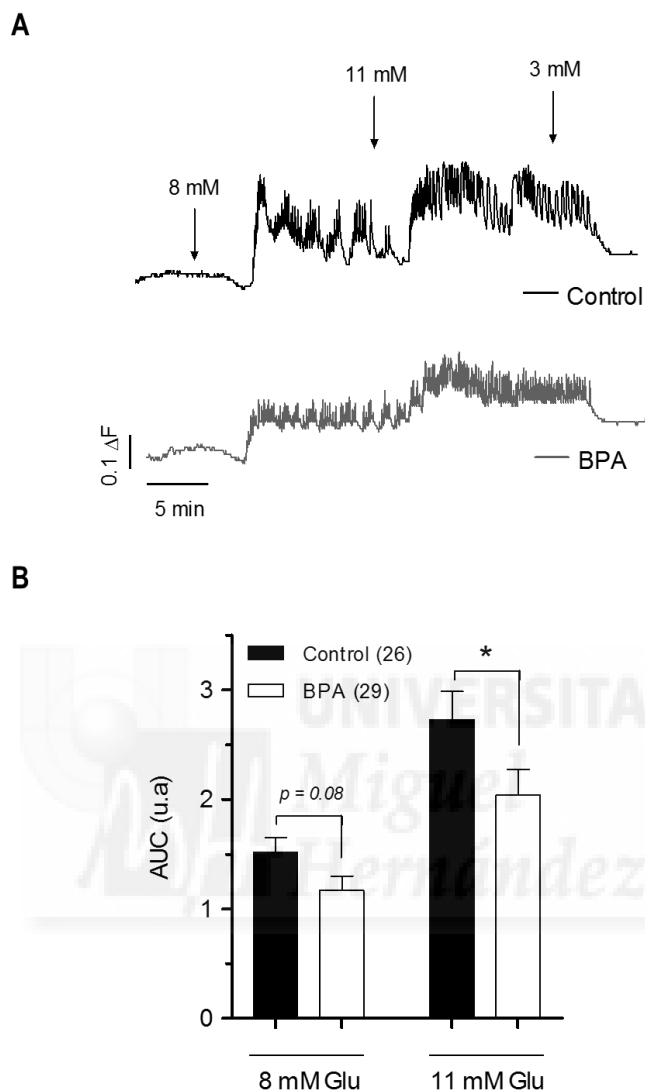 A
11 mM
3 mM
8 mM
Control
0.1 ΔF
BPA
5 min
B
Control (26)
BPA (29)
*
UNIVERSITA
Miguel
Hernández
p = 0.08
AUC (u.a)
3
2
1
0
8 mM Glu
11 mM Glu